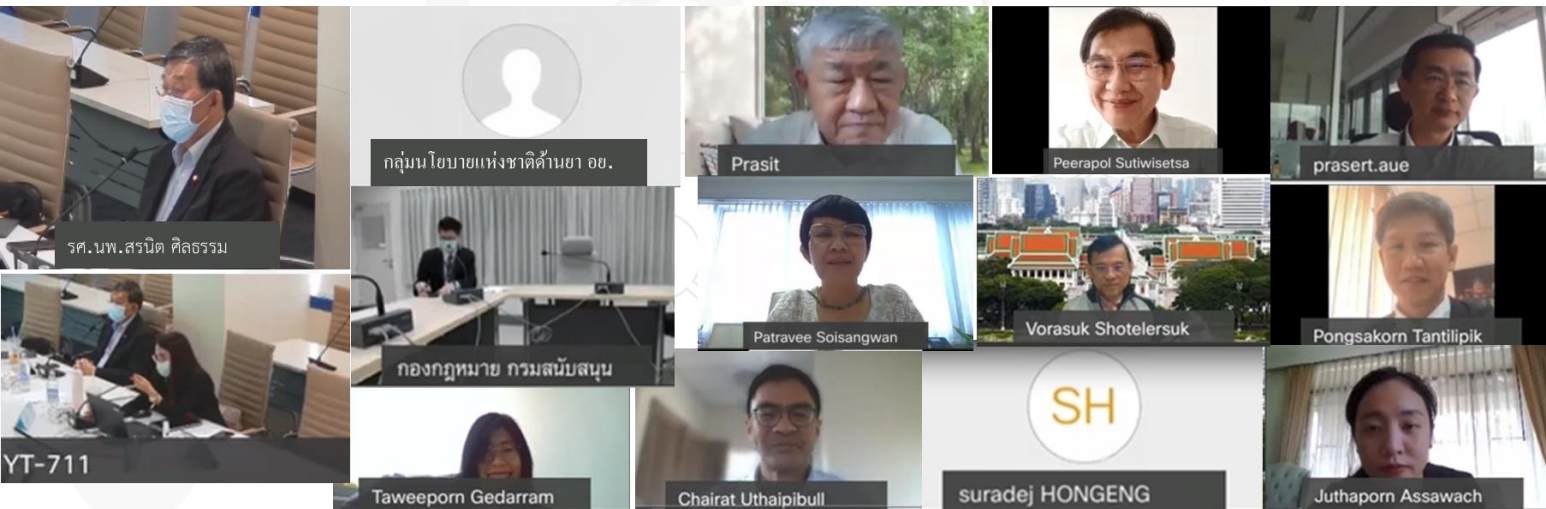 รศ.นพ.สรนิต ศิลธรรม
กลุ่มนโยบายแห่งชาติด้านยา อย.
Prasit
Peerapol Sutiwisetsa
prasert.aue
กองกฎหมาย กรมสนับสนุน
Patravee Soisangwan
Vorasuk Shotelersuk
Pongsakorn Tantilipik
YT-711
Taweeporn Gedarram
Chairat Uthaipibull
SH
suradej HONGENG
Juthaporn Assawach